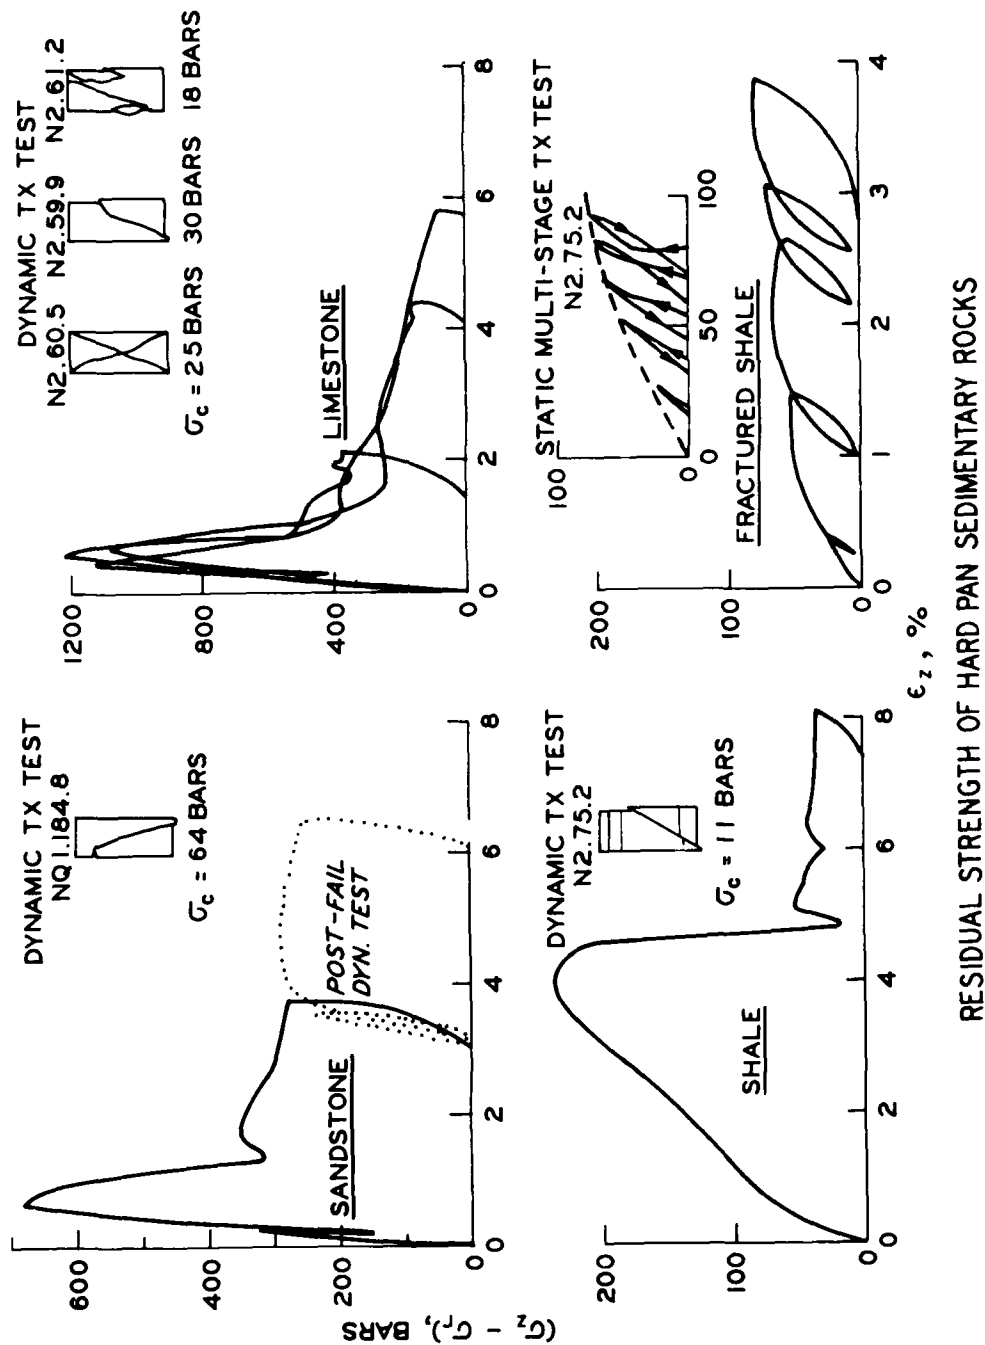 DYNAMIC TX TEST
NQ1.184.8
σc = 64 BARS
600
400
200
0
(σz - σr), BARS
SANDSTONE
POST-FAIL
DYN. TEST
0
2
4
6
8
DYNAMIC TX TEST
N2.60.5 N2.59.9 N2.61.2
σc = 25 BARS 30 BARS 18 BARS
1200
800
400
0
LIMESTONE
0
2
4
6
8
DYNAMIC TX TEST
N2.75.2
σc = 11 BARS
200
100
0
SHALE
0
2
4
6
8
STATIC MULTI-STAGE TX TEST
N2.75.2
100
0
0
50
100
FRACTURED SHALE
200
100
0
0
1
2
3
4
ϵz, %
RESIDUAL STRENGTH OF HARD PAN SEDIMENTARY ROCKS